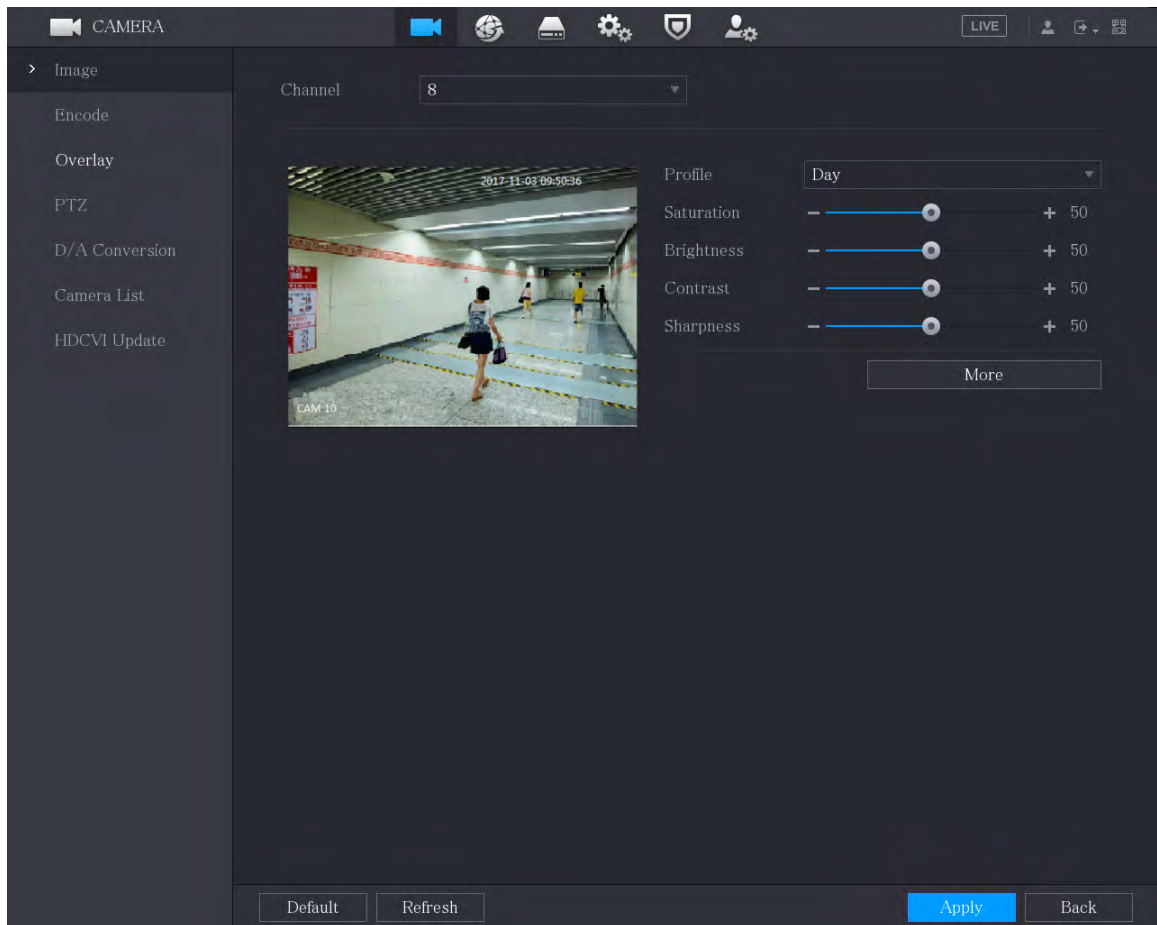 CAMERA
LIVE
Image
Encode
Overlay
PTZ
D/A Conversion
Camera List
HDCVI Update
Channel 8
2017-11-03 09:50:36
CAM 10
Profile Day
Saturation 50
Brightness 50
Contrast 50
Sharpness 50
More
Default Refresh Apply Back